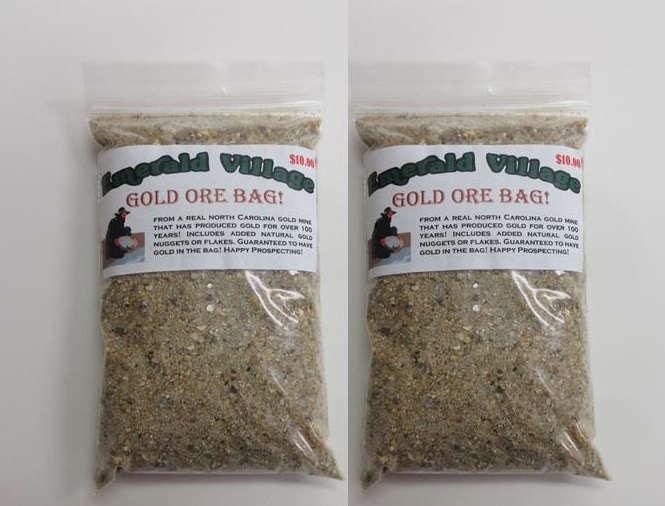 Emerald Village
$10.00
GOLD ORE BAG!
FROM A REAL NORTH CAROLINA GOLD MINE
THAT HAS PRODUCED GOLD FOR OVER 100
YEARS! INCLUDES ADDED NATURAL GOLD
NUGGETS OR FLAKES. GUARANTEED TO HAVE
GOLD IN THE BAG! HAPPY PROSPECTING!
Emerald Village
$10.00
GOLD ORE BAG!
FROM A REAL NORTH CAROLINA GOLD MINE
THAT HAS PRODUCED GOLD FOR OVER 100
YEARS! INCLUDES ADDED NATURAL GOLD
NUGGETS OR FLAKES. GUARANTEED TO HAVE
GOLD IN THE BAG! HAPPY PROSPECTING!